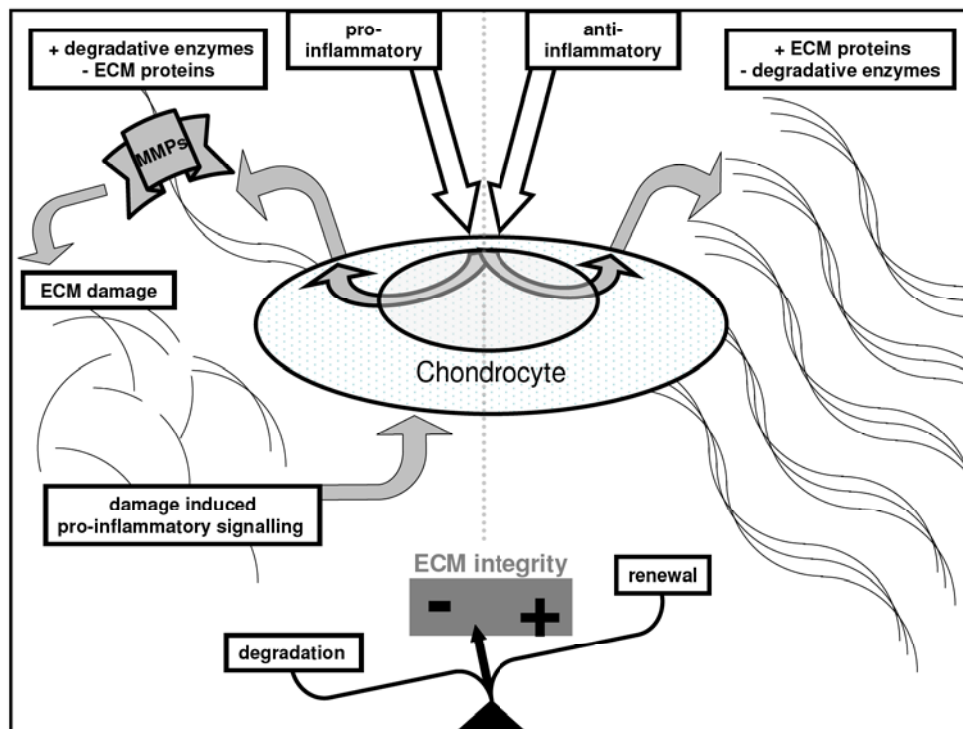 + degradative enzymes
- ECM proteins
pro-
inflammatory
anti-
inflammatory
+ ECM proteins
- degradative enzymes
MMPs
ECM damage
Chondrocyte
damage induced
pro-inflammatory signalling
ECM integrity
- +
renewal
degradation